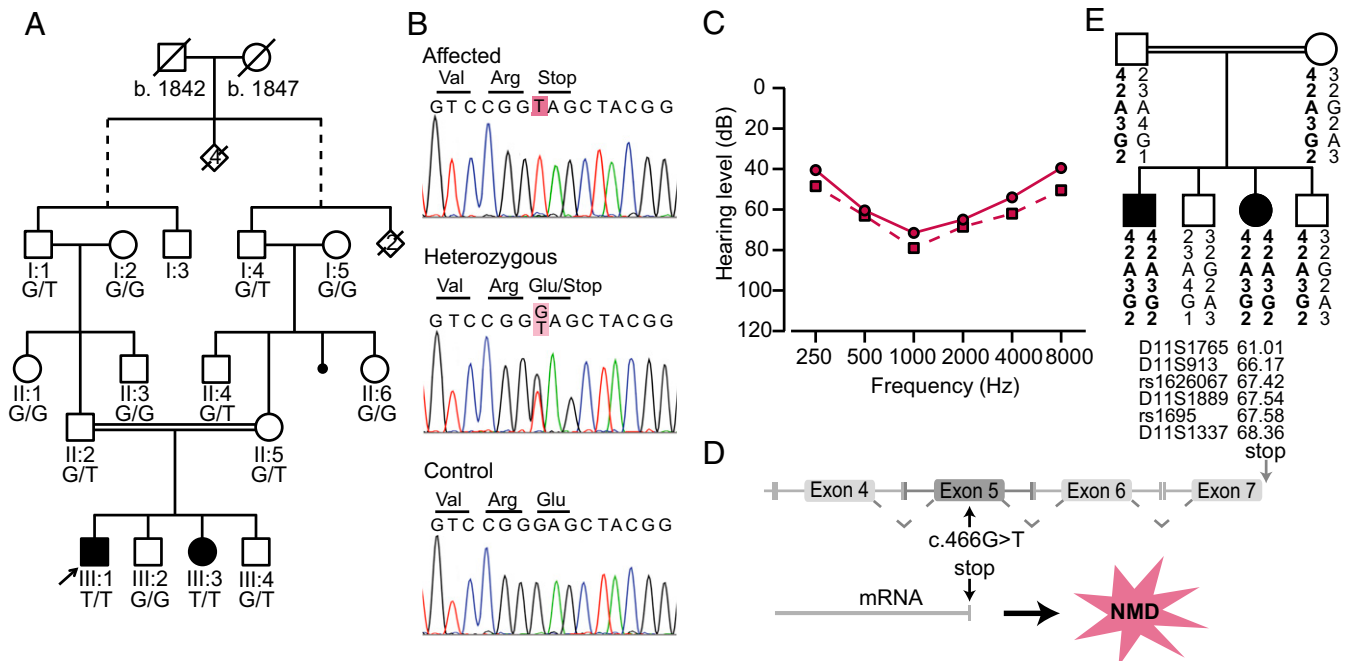 A
b. 1842 b. 1847
4
2
I:1 I:2 I:3 I:4 I:5
G/T G/G G/T G/G
II:1 II:3 II:4 II:6
G/G G/G G/T G/G
II:2 II:5
G/T G/T
III:1 III:2 III:3 III:4
T/T G/G T/T G/T
B
Affected
Val Arg Stop
G T C C G G T A G C T A C G G
Heterozygous
Val Arg Glu/Stop
G
G T C C G G T A G C T A C G G
Control
Val Arg Glu
G T C C G G G A G C T A C G G
C
Hearing level (dB)
0
20
40
60
80
100
120
250 500 1000 2000 4000 8000
Frequency (Hz)
E
4 2 3 4 3 2
2 3 2 2
A A A G
3 4 3 2
G G G A
2 1 2 3
4 4 2 3 4 4 4 3
2 2 3 2 2 2 2 2
A A A G A A A G
3 3 4 2 3 3 3 2
G G G A G G G A
2 2 1 3 2 2 2 3
D11S1765 61.01
D11S913 66.17
rs1626067 67.42
D11S1889 67.54
rs1695 67.58
D11S1337 68.36
D
stop
Exon 4 Exon 5 Exon 6 Exon 7
c.466G>T
stop
mRNA
NMD